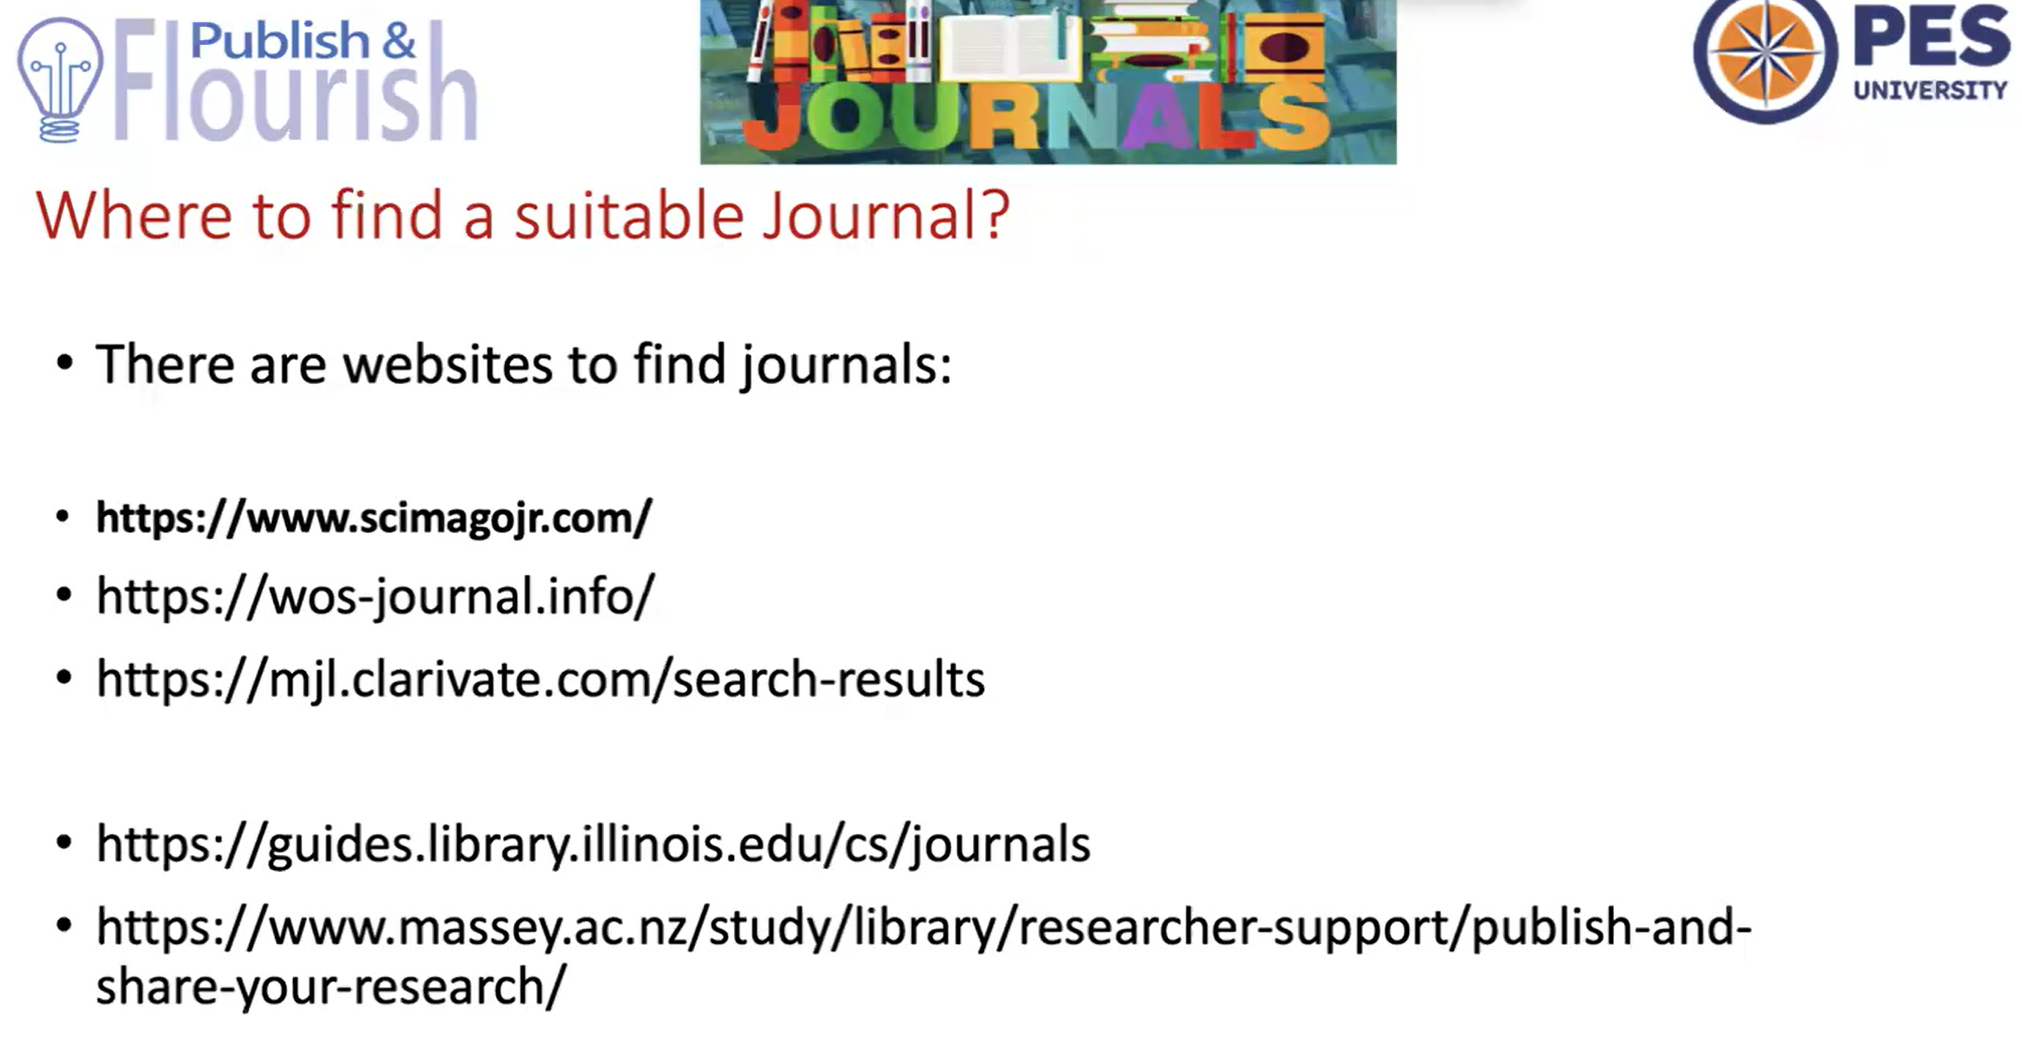 Publish &
Flourish
JOURNALS
PES
UNIVERSITY
Where to find a suitable Journal?
• There are websites to find journals:
• https://www.scimagojr.com/
• https://wos-journal.info/
• https://mjl.clarivate.com/search-results
• https://guides.library.illinois.edu/cs/journals
• https://www.massey.ac.nz/study/library/researcher-support/publish-and-
share-your-research/